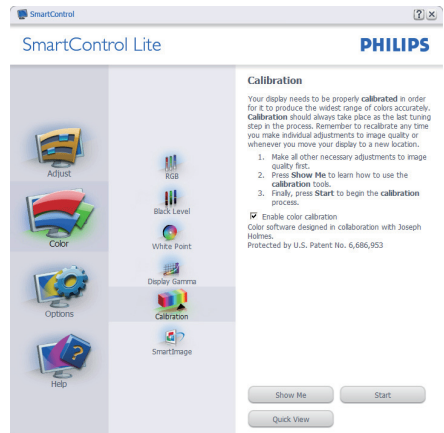 SmartControl
SmartControl Lite
PHILIPS
Adjust
Color
Options
Help
RGB
Black Level
White Point
Display Gamma
Calibration
SmartImage
Calibration
Your display needs to be properly calibrated in order
for it to produce the widest range of colors accurately.
Calibration should always take place as the last tuning
step in the process. Remember to recalibrate any time
you make individual adjustments to image quality or
whenever you move your display to a new location.
1. Make all other necessary adjustments to image
quality first.
2. Press Show Me to learn how to use the
calibration tools.
3. Finally, press Start to begin the calibration
process.
Enable color calibration
Color software designed in collaboration with Joseph
Holmes.
Protected by U.S. Patent No. 6,686,953
Show Me
Start
Quick View